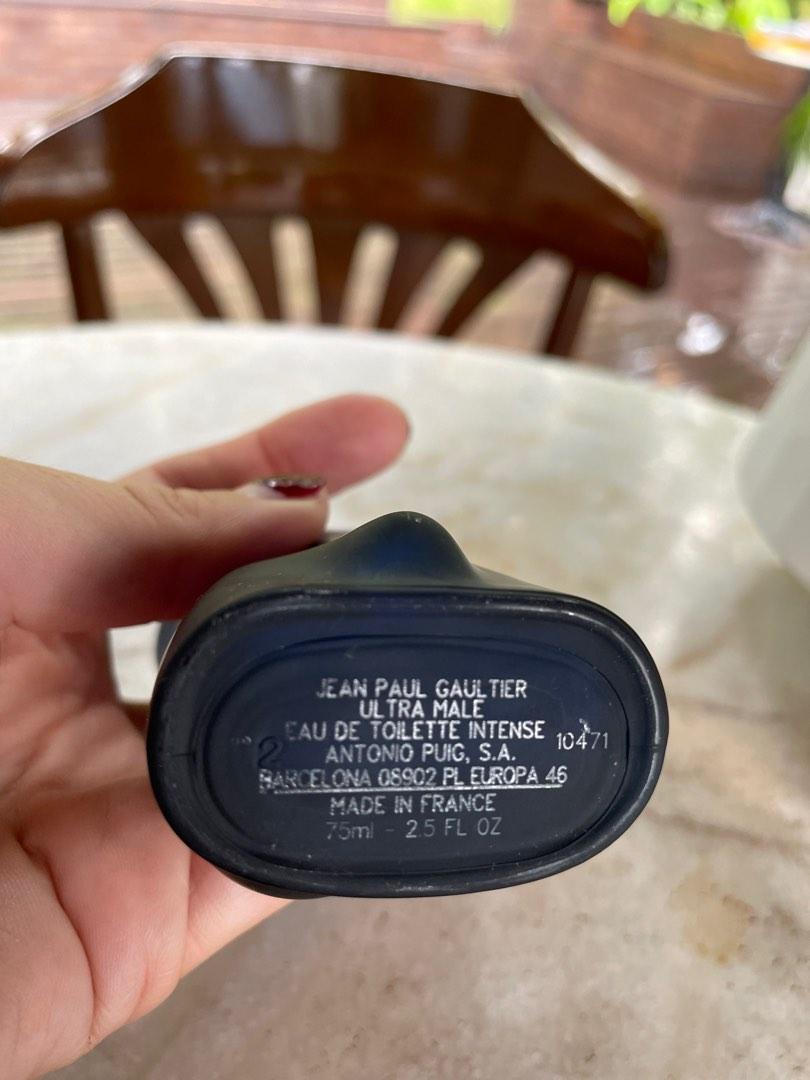 JEAN PAUL GAULTIER
ULTRA MALE
EAU DE TOILETTE INTENSE
ANTONIO PUIG, S.A.
BARCELONA 08902 PL EUROPA 46
MADE IN FRANCE
75ml - 2.5 FL OZ
2
10471